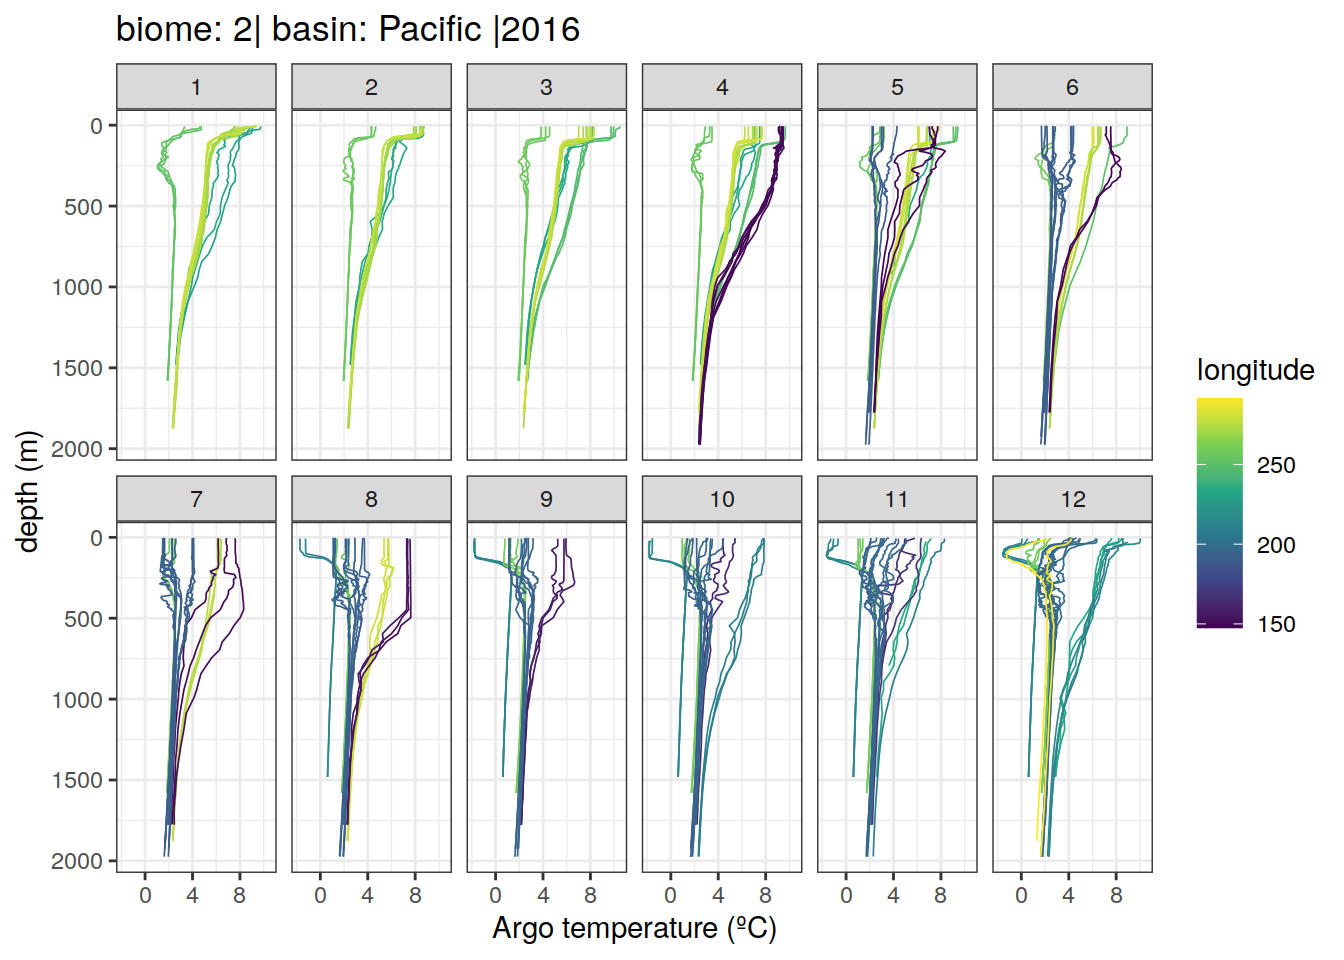 biome: 2| basin: Pacific |2016
1 2 3 4 5 6
0
500
1000
1500
2000
7 8 9 10 11 12
0
500
1000
1500
2000
0 4 8 0 4 8 0 4 8 0 4 8 0 4 8 0 4 8
Argo temperature (ºC)
depth (m)
longitude
250
200
150